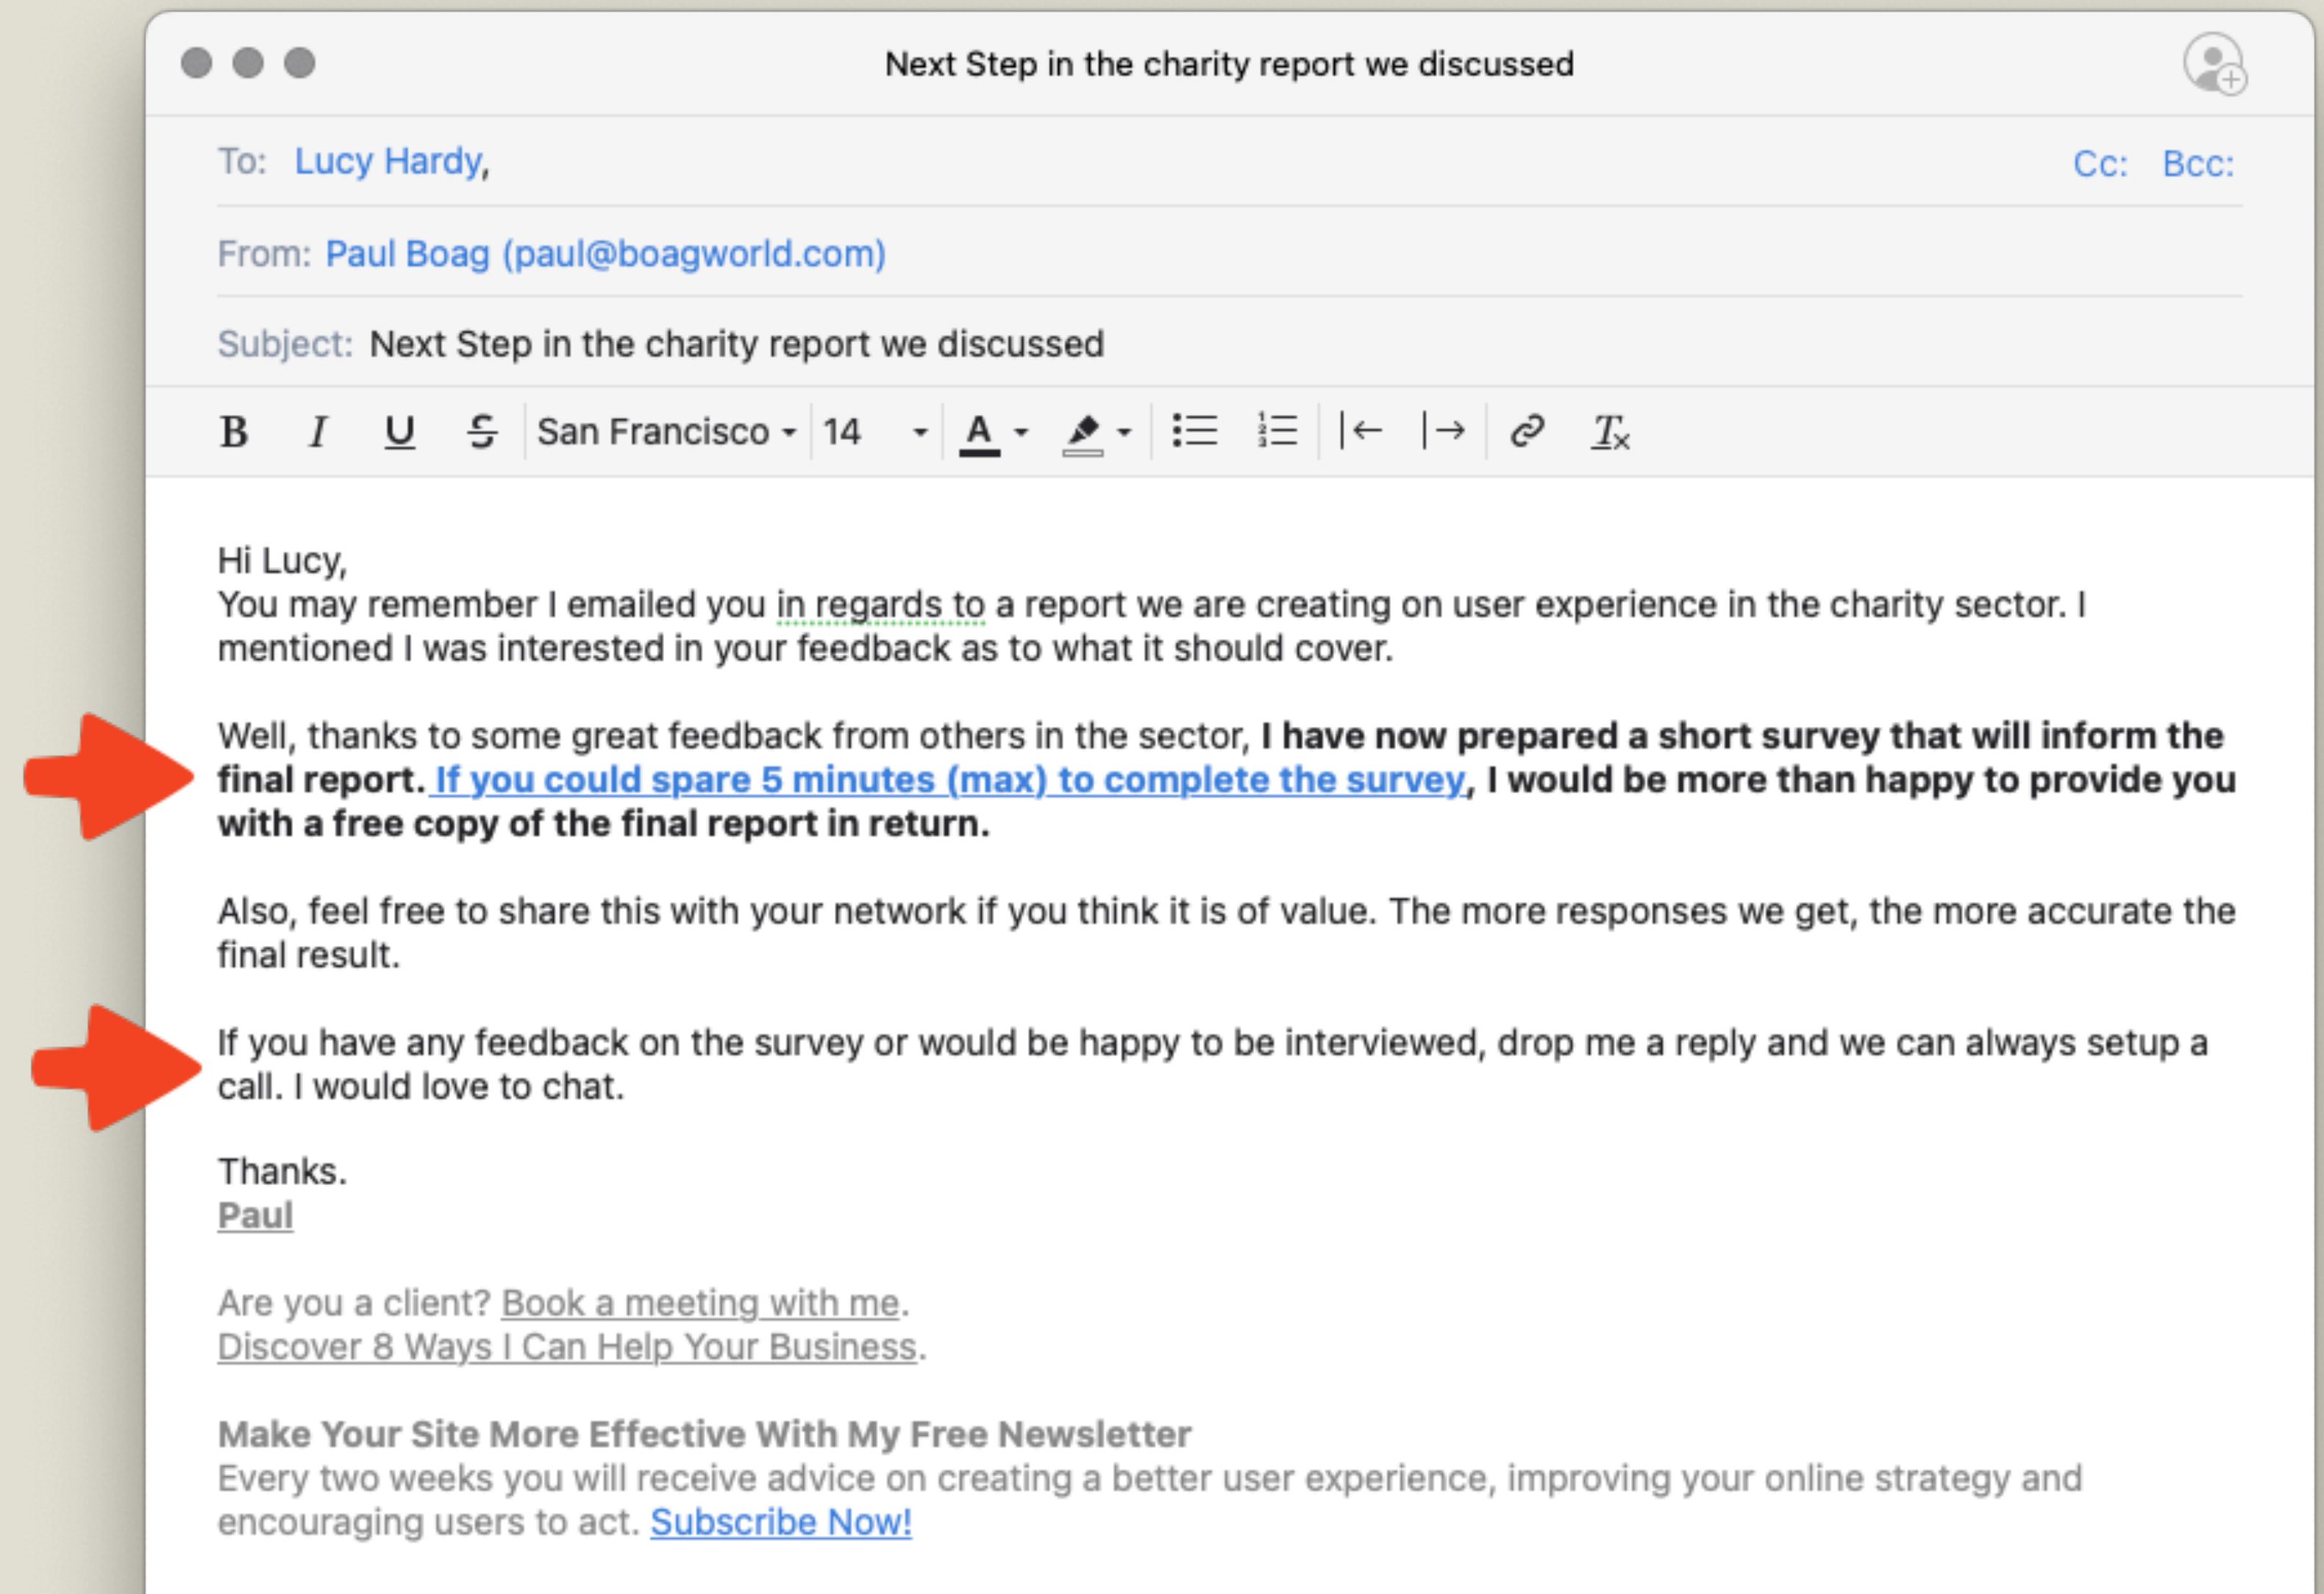 Next Step in the charity report we discussed
To: Lucy Hardy,
Cc: Bcc:
From: Paul Boag (paul@boagworld.com)
Subject: Next Step in the charity report we discussed
B I U S San Francisco 14 A
Hi Lucy,
You may remember I emailed you in regards to a report we are creating on user experience in the charity sector. I
mentioned I was interested in your feedback as to what it should cover.
Well, thanks to some great feedback from others in the sector, I have now prepared a short survey that will inform the
final report. If you could spare 5 minutes (max) to complete the survey, I would be more than happy to provide you
with a free copy of the final report in return.
Also, feel free to share this with your network if you think it is of value. The more responses we get, the more accurate the
final result.
If you have any feedback on the survey or would be happy to be interviewed, drop me a reply and we can always setup a
call. I would love to chat.
Thanks.
Paul
Are you a client? Book a meeting with me.
Discover 8 Ways I Can Help Your Business.
Make Your Site More Effective With My Free Newsletter
Every two weeks you will receive advice on creating a better user experience, improving your online strategy and
encouraging users to act. Subscribe Now!